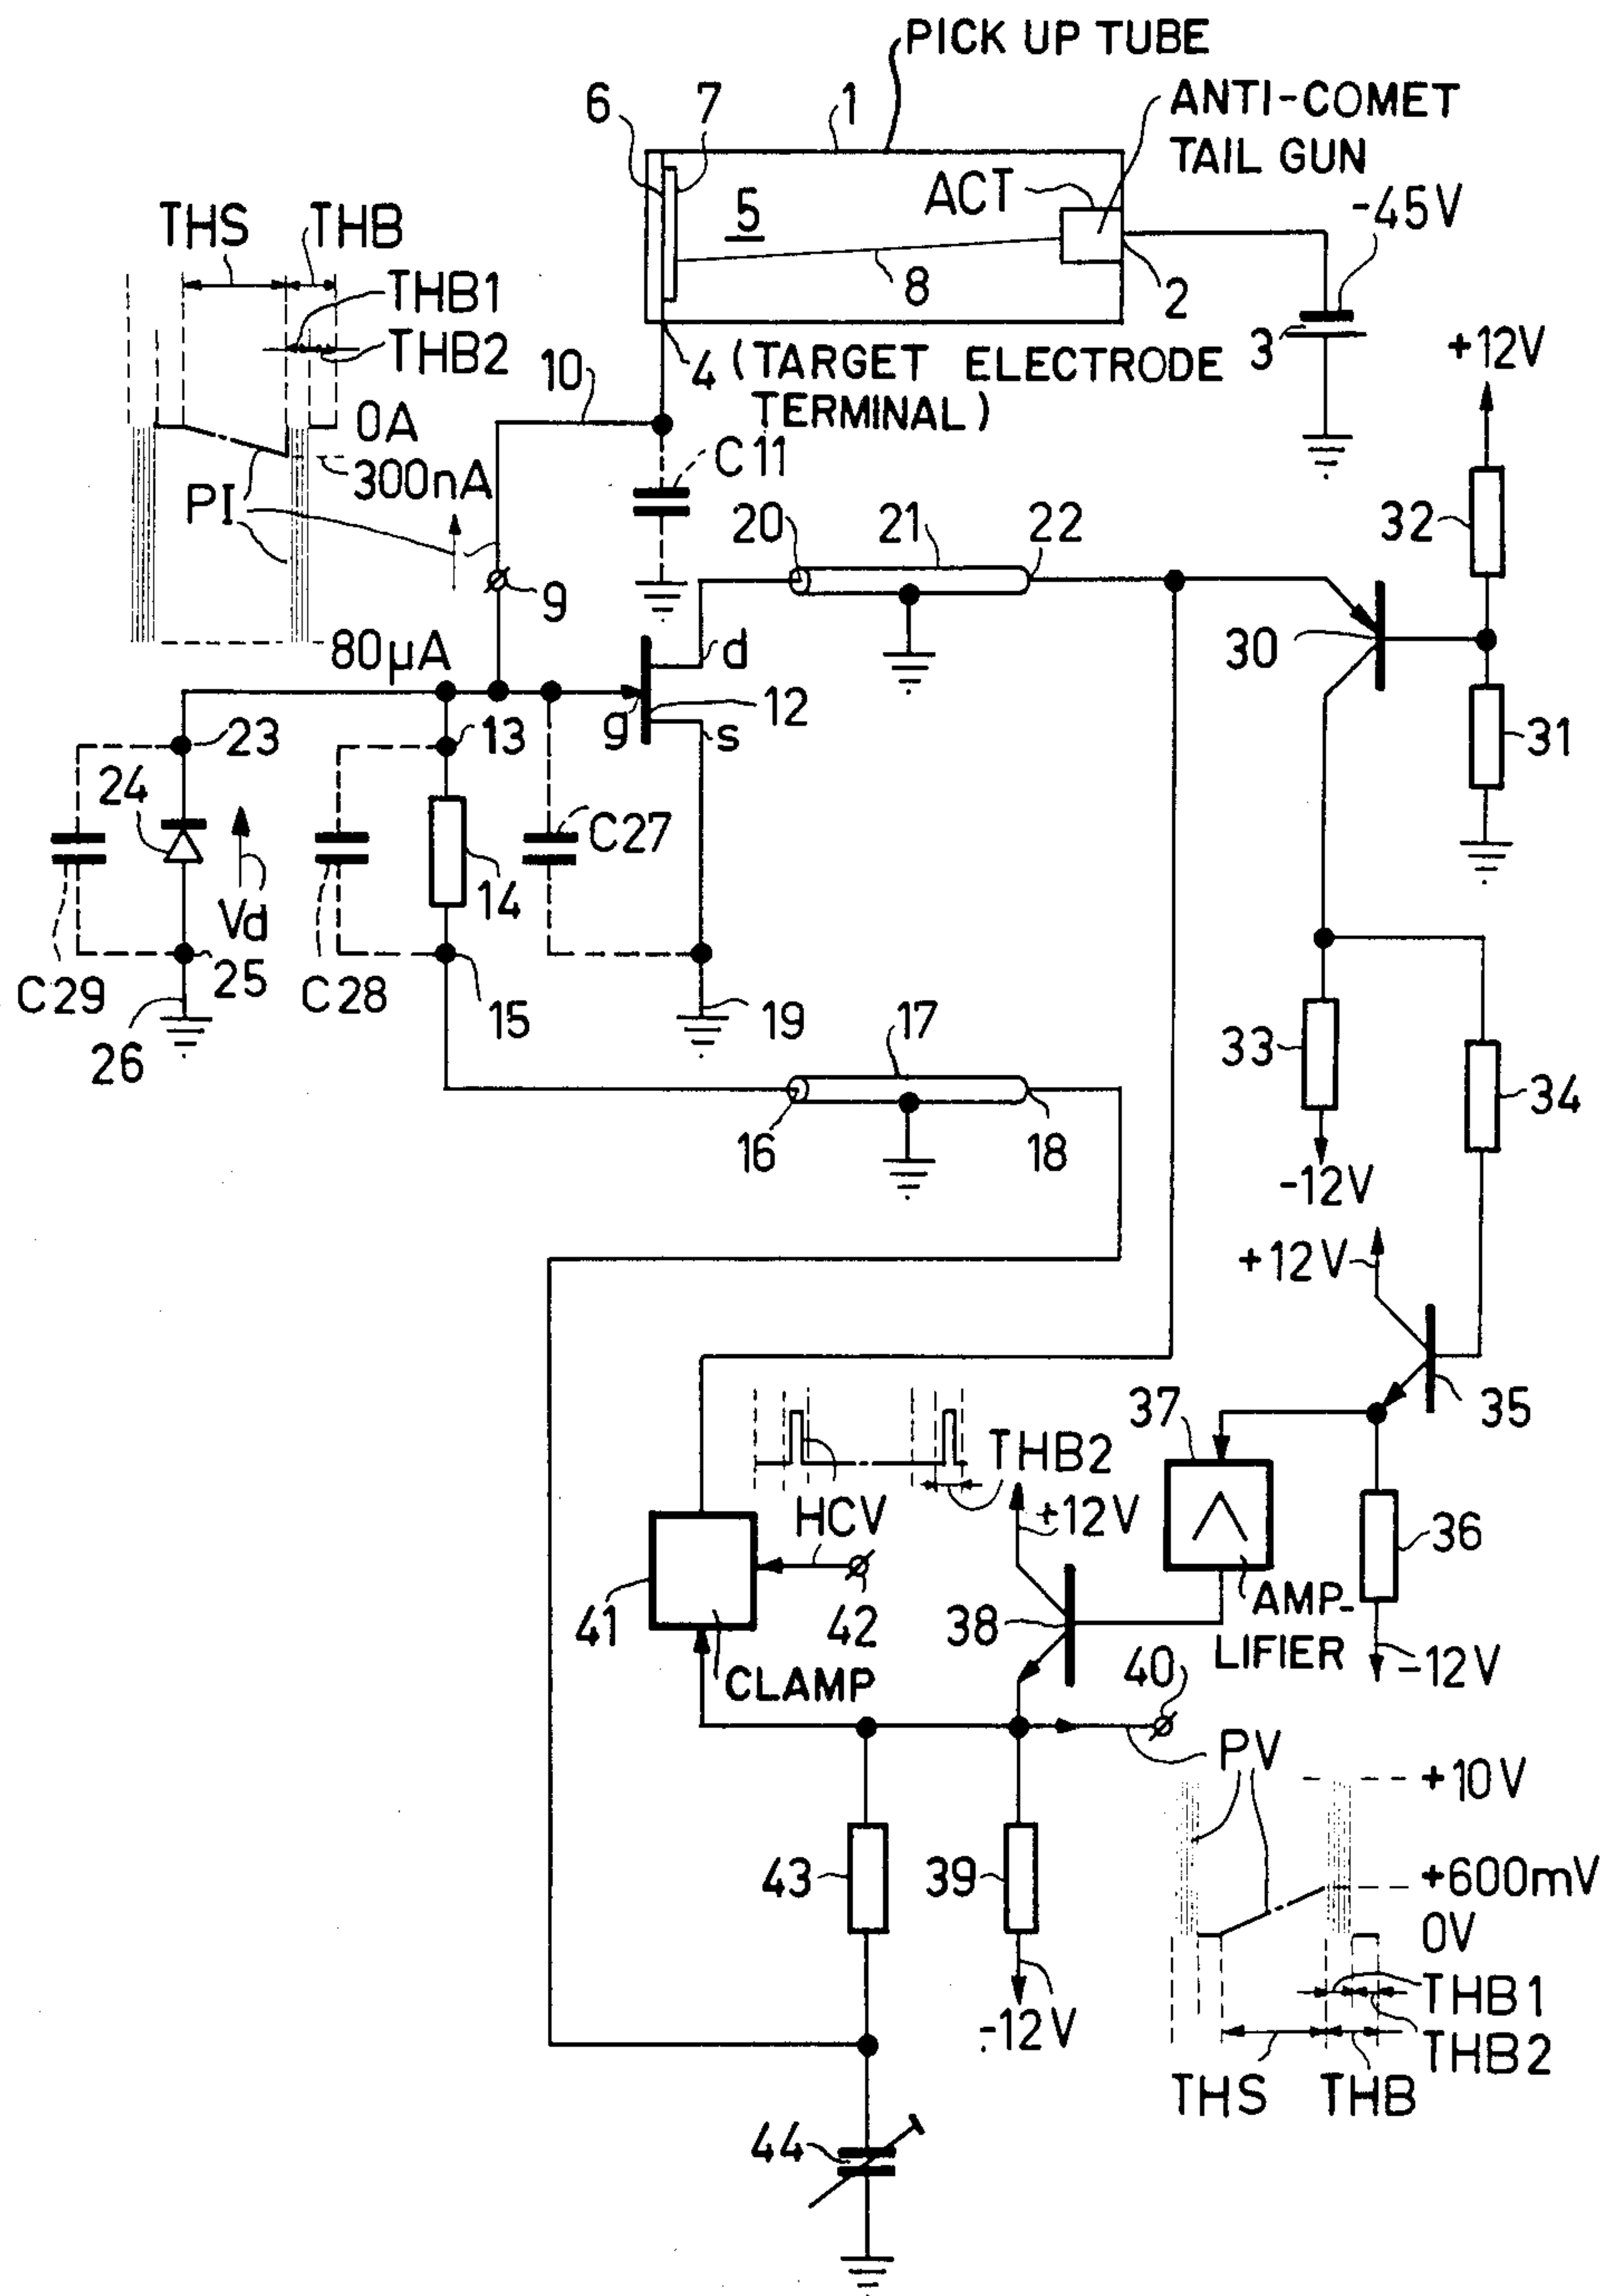 PICK UP TUBE
6 7 1 ANTI-COMET
TAIL GUN
THS THB 5 ACT -45V
THB1 8 2
THB2 3 +12V
10 4 (TARGET ELECTRODE
TERMINAL)
0A
300nA C11
PI 20 21 22 32
9
80µA d 30
g 12
23 13 s 31
24 C27
Vd 14
C29 25 C28 15 19 17 33
26 34
16 18
-12V
+12V
37 35
THB2
HCV +12V 36
41 42 38 AMP-
LIFIER -12V
CLAMP 40
PV
+10V
43 39 +600mV
0V
THB1
-12V THB2
THS THB
44